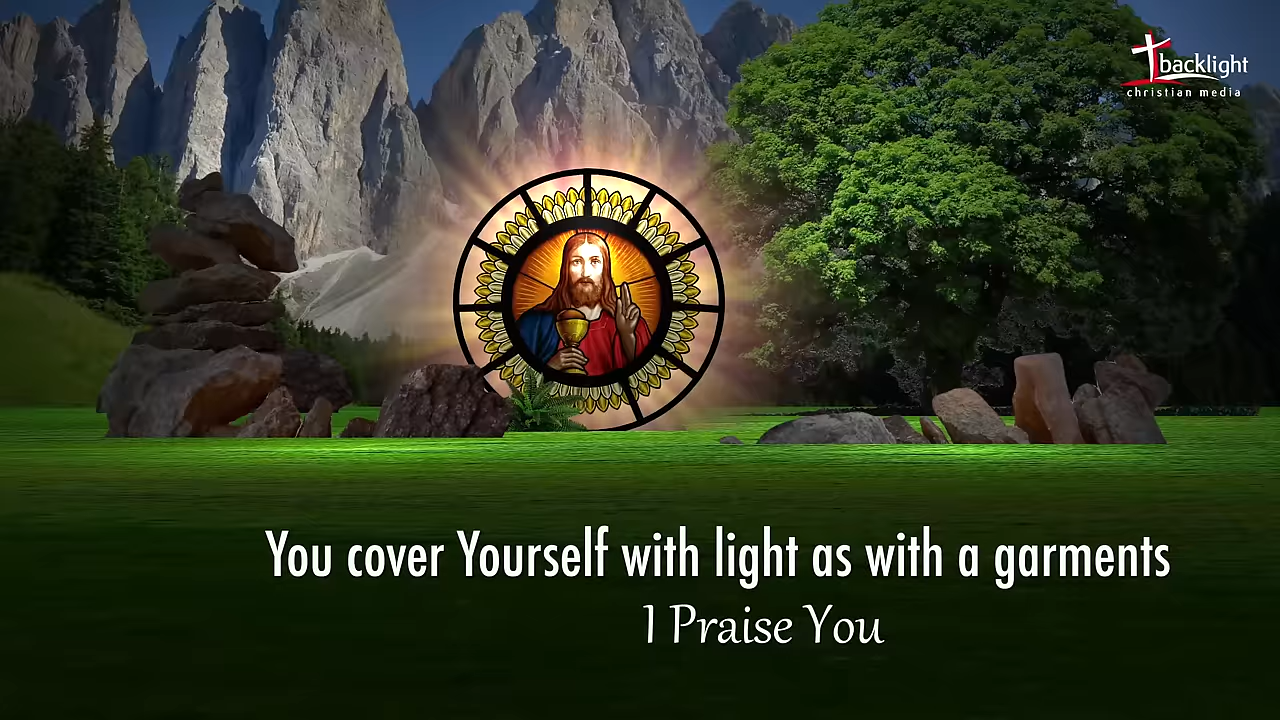 backlight
christian media
You cover Yourself with light as with a garments
I Praise You